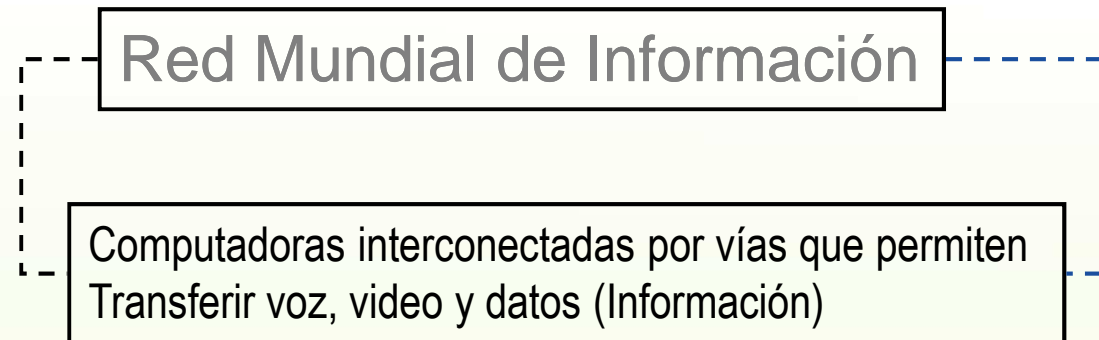 Red Mundial de Información
Computadoras interconectadas por vías que permiten
Transferir voz, video y datos (Información)